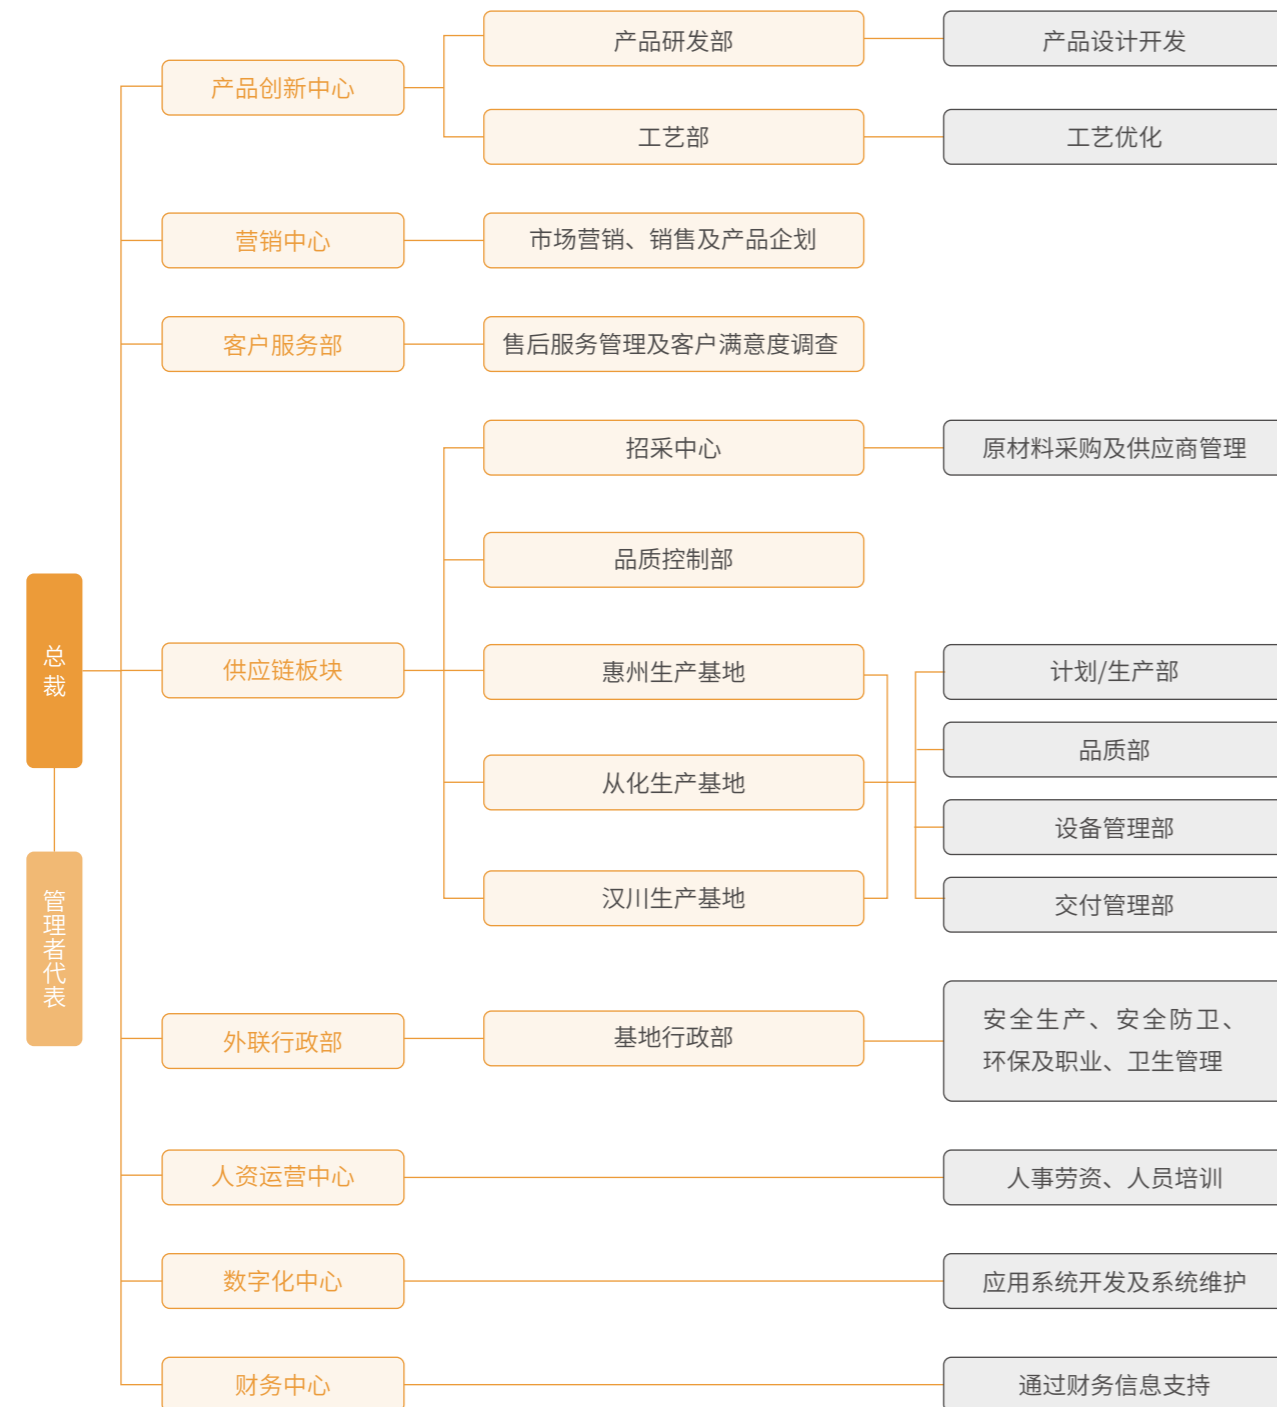 总裁
管理者代表
产品创新中心
产品研发部
产品设计开发
工艺部
工艺优化
营销中心
市场营销、销售及产品企划
客户服务部
售后服务管理及客户满意度调查
供应链板块
招采中心
原材料采购及供应商管理
品质控制部
惠州生产基地
从化生产基地
汉川生产基地
计划/生产部
品质部
设备管理部
交付管理部
外联行政部
基地行政部
安全生产、安全防卫、
环保及职业、卫生管理
人资运营中心
人事劳资、人员培训
数字化中心
应用系统开发及系统维护
财务中心
通过财务信息支持